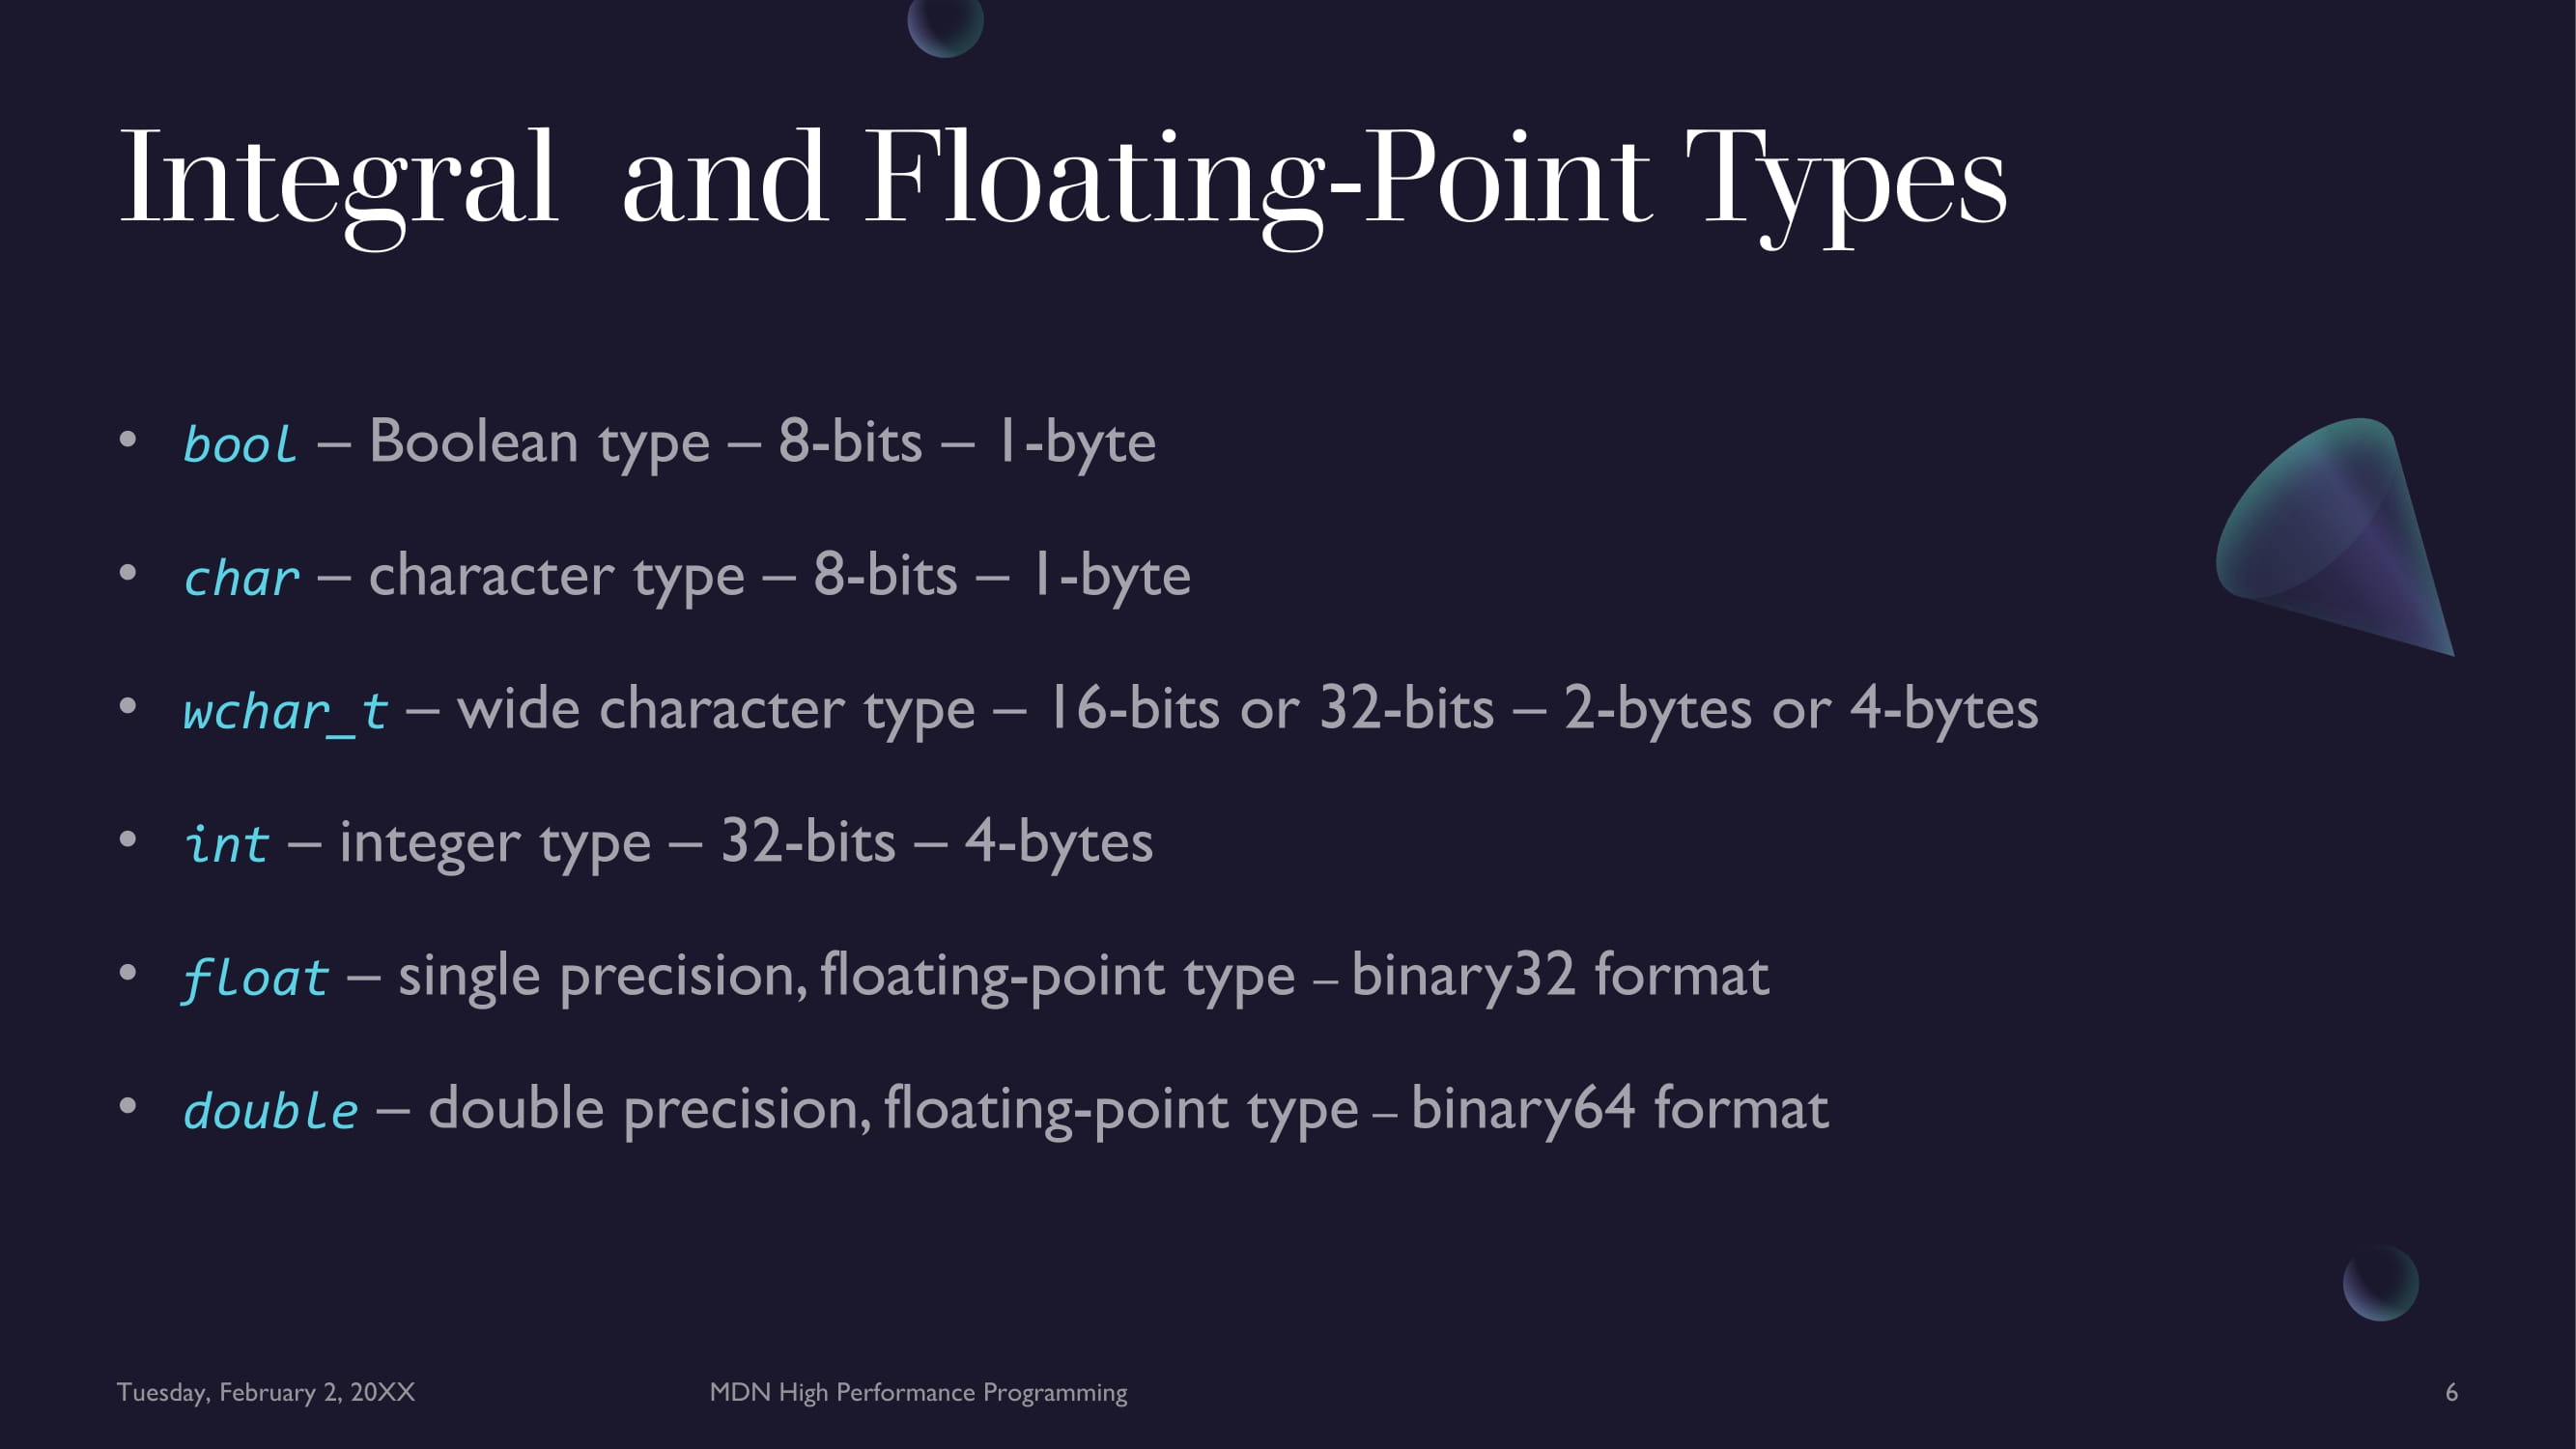 Integral  and Floating-Point Types
• bool – Boolean type – 8-bits – 1-byte
• char – character type – 8-bits – 1-byte
• wchar_t – wide character type – 16-bits or 32-bits – 2-bytes or 4-bytes
• int – integer type – 32-bits – 4-bytes
• float – single precision, floating-point type – binary32 format
• double – double precision, floating-point type – binary64 format
Tuesday, February 2, 20XX
MDN High Performance Programming
6